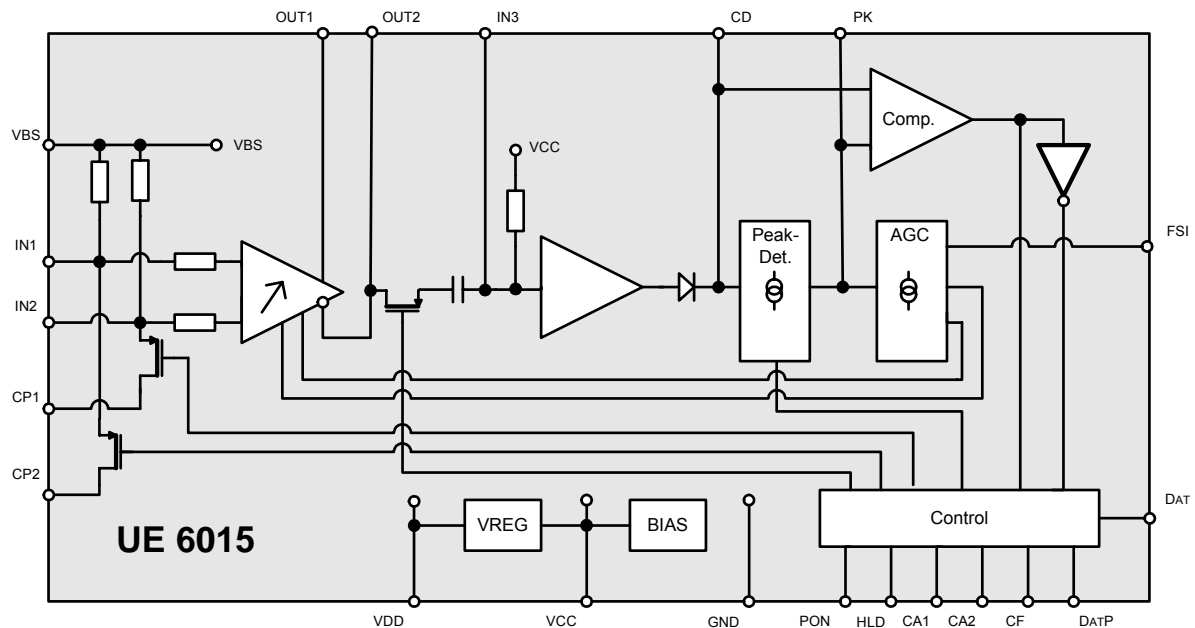 OUT1
OUT2
IN3
CD
PK
VBS
VBS
VCC
Comp.
IN1
Peak-
Det.
AGC
FSI
IN2
CP1
CP2
UE 6015
VREG
BIAS
Control
DAT
VDD
VCC
GND
PON
HLD
CA1
CA2
CF
DATP